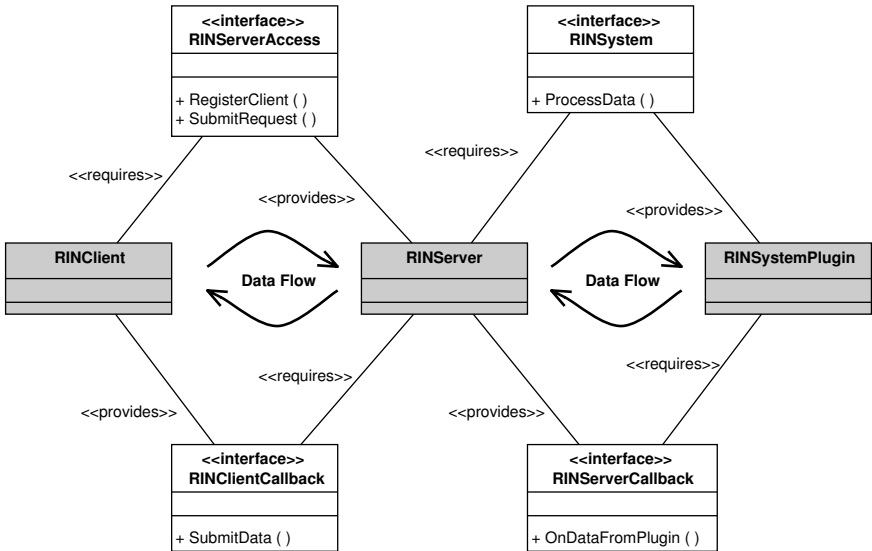 <<interface>>
RINServerAccess
+ RegisterClient ( )
+ SubmitRequest ( )
<<interface>>
RINSystem
+ ProcessData ( )
<<requires>>
<<provides>>
<<requires>>
<<provides>>
RINClient
Data Flow
RINServer
Data Flow
RINSystemPlugin
<<provides>>
<<requires>>
<<provides>>
<<requires>>
<<interface>>
RINClientCallback
+ SubmitData ( )
<<interface>>
RINServerCallback
+ OnDataFromPlugin ( )